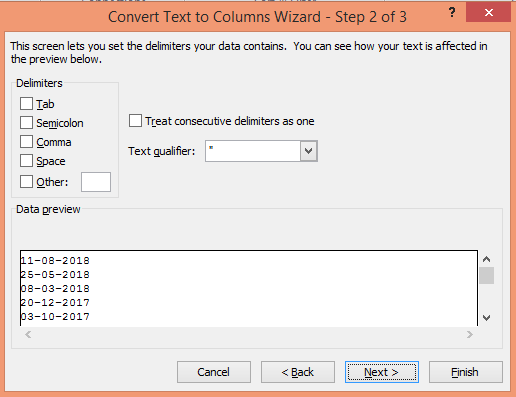 Convert Text to Columns Wizard - Step 2 of 3
?
This screen lets you set the delimiters your data contains.  You can see how your text is affected in
the preview below.
Delimiters
Tab
Semicolon
Comma
Space
Other:
Treat consecutive delimiters as one
Text qualifier:
"
Data preview
11-08-2018
25-05-2018
08-03-2018
20-12-2017
03-10-2017
Cancel
< Back
Next >
Finish